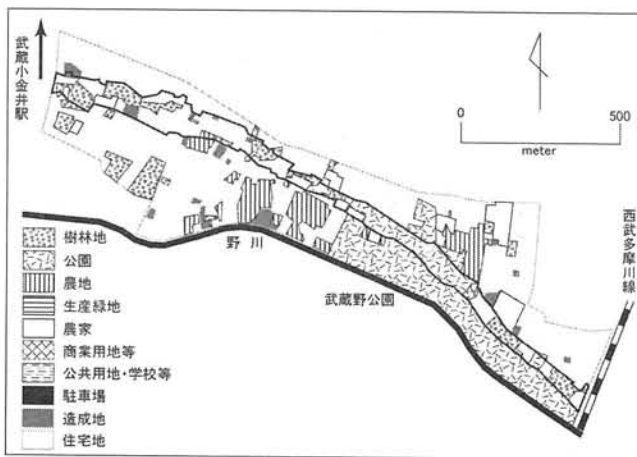 武蔵小金井駅
0
500
meter
西武多摩川線
野川
武蔵野公園
樹林地
公園
農地
生産緑地
農家
商業用地等
公共用地・学校等
駐車場
造成地
住宅地